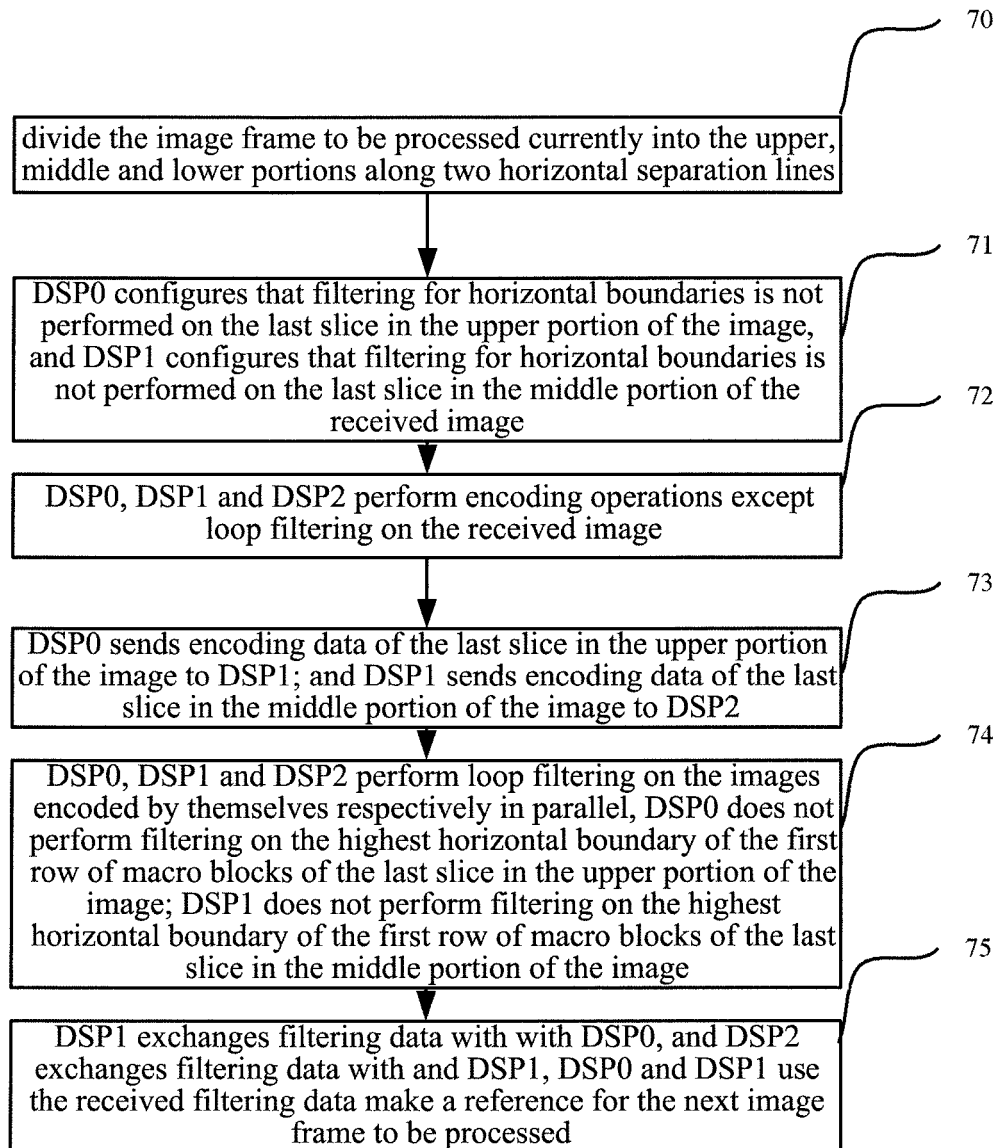 70
divide the image frame to be processed currently into the upper,
middle and lower portions along two horizontal separation lines
71
DSP0 configures that filtering for horizontal boundaries is not
performed on the last slice in the upper portion of the image,
and DSP1 configures that filtering for horizontal boundaries is
not performed on the last slice in the middle portion of the
received image
72
DSP0, DSP1 and DSP2 perform encoding operations except
loop filtering on the received image
73
DSP0 sends encoding data of the last slice in the upper portion
of the image to DSP1; and DSP1 sends encoding data of the last
slice in the middle portion of the image to DSP2
74
DSP0, DSP1 and DSP2 perform loop filtering on the images
encoded by themselves respectively in parallel, DSP0 does not
perform filtering on the highest horizontal boundary of the first
row of macro blocks of the last slice in the upper portion of the
image; DSP1 does not perform filtering on the highest
horizontal boundary of the first row of macro blocks of the last
slice in the middle portion of the image
75
DSP1 exchanges filtering data with with DSP0, and DSP2
exchanges filtering data with and DSP1, DSP0 and DSP1 use
the received filtering data make a reference for the next image
frame to be processed